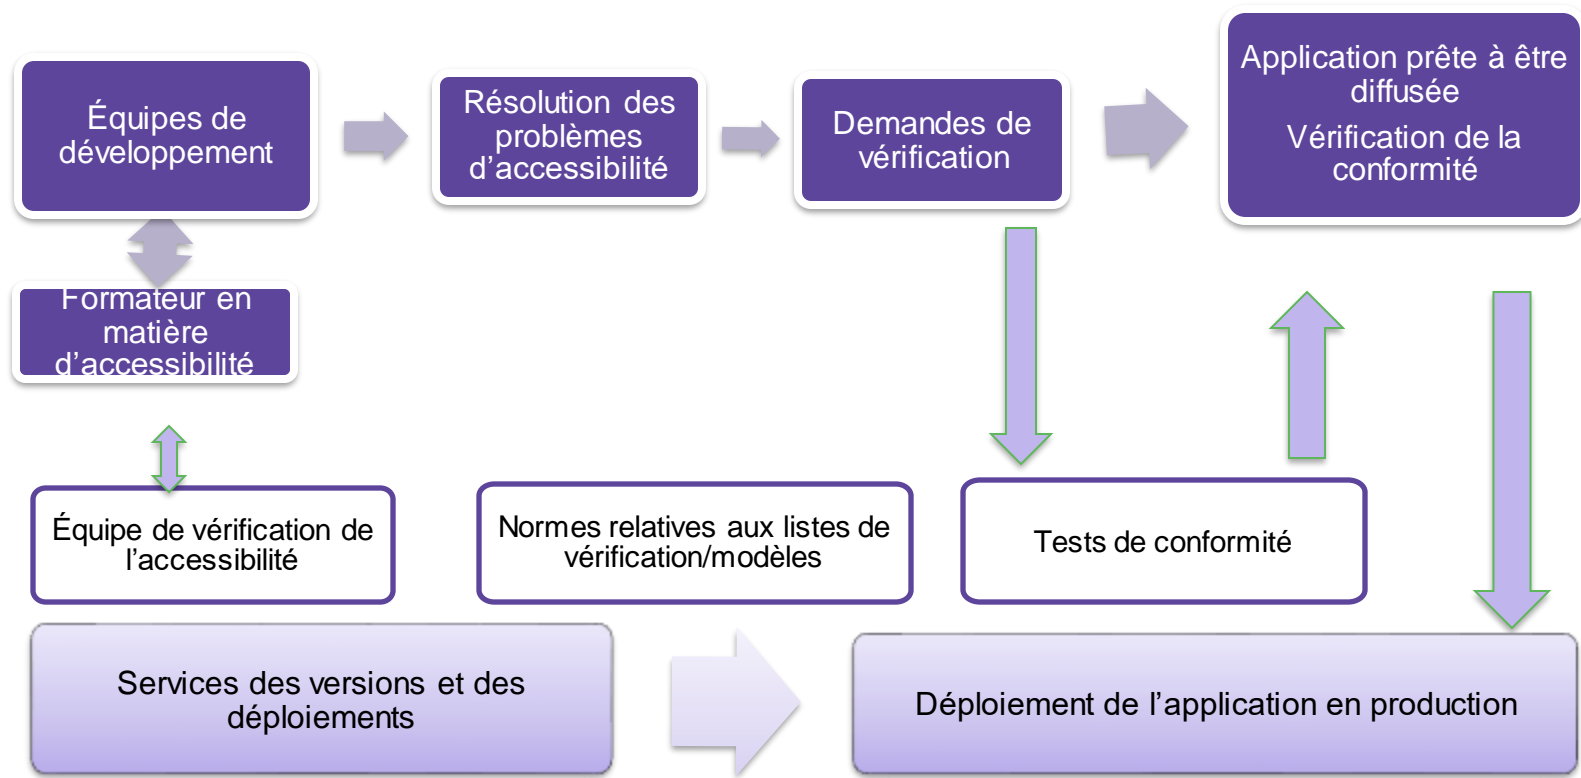 Équipes de
développement
Résolution des
problèmes
d’accessibilité
Demandes de
vérification
Application prête à être
diffusée
Vérification de la
conformité
Formateur en
matière
d’accessibilité
Équipe de vérification de
l’accessibilité
Normes relatives aux listes de
vérification/modèles
Tests de conformité
Services des versions et des
déploiements
Déploiement de l’application en production